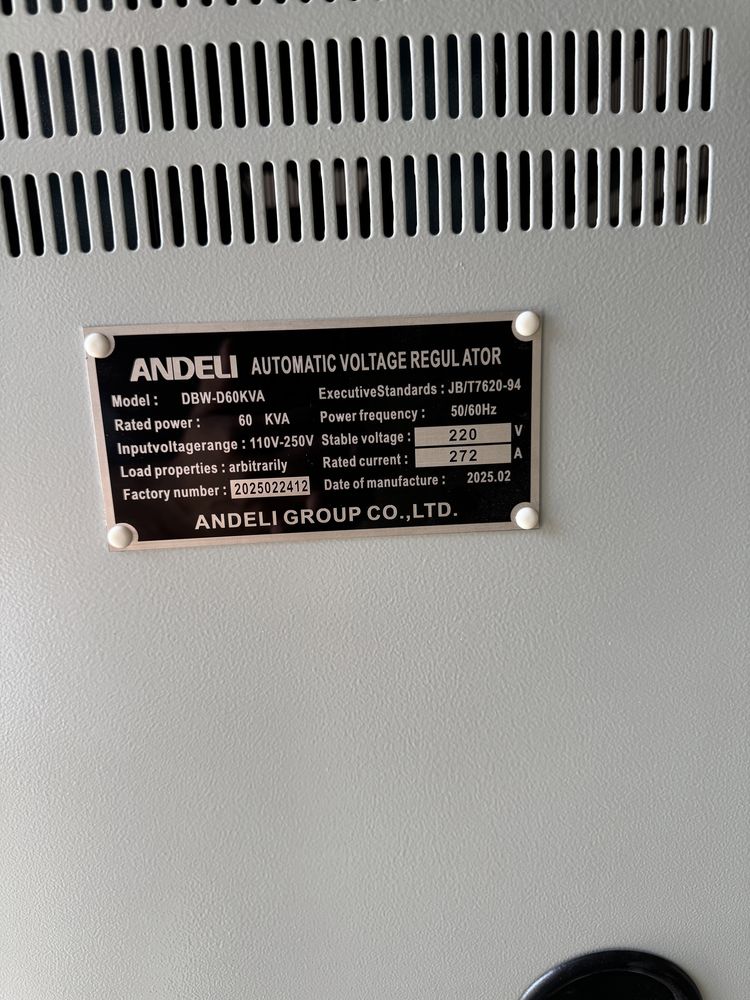 ANDELI AUTOMATIC VOLTAGE REGULATOR
Model : DBW-D60KVA ExecutiveStandards : JB/T7620-94
Rated power : 60 KVA Power frequency : 50/60Hz
Inputvoltagerange : 110V-250V Stable voltage : 220 V
Load properties : arbitrarily Rated current : 272 A
Factory number : 2025022412 Date of manufacture : 2025.02
ANDELI GROUP CO.,LTD.